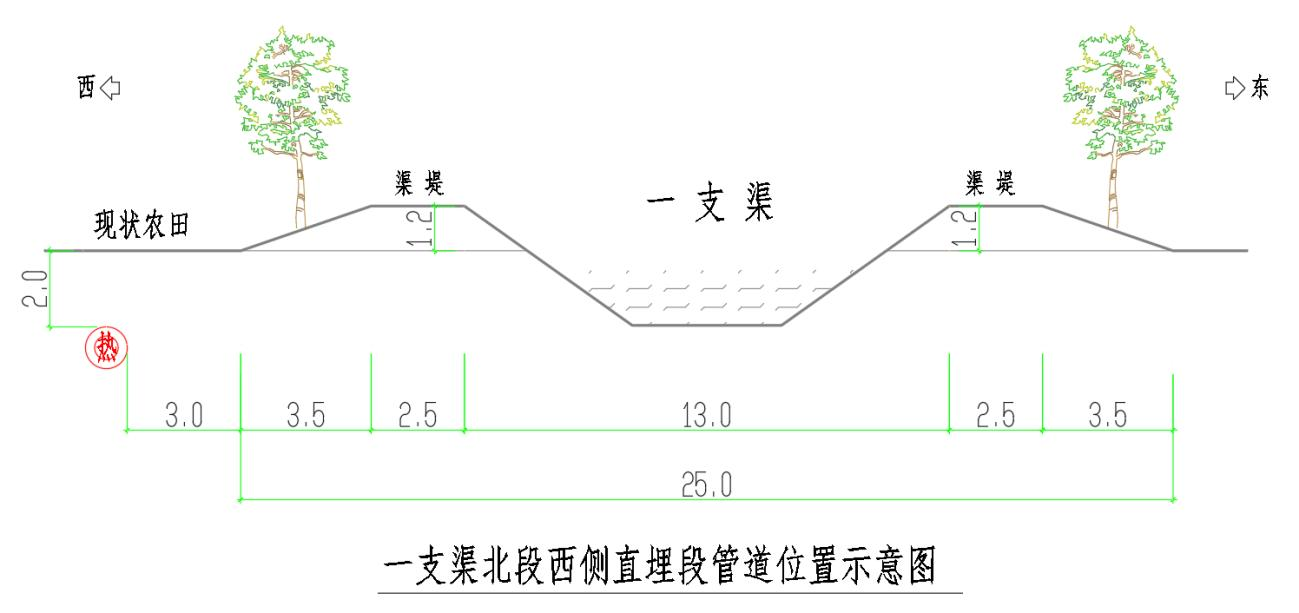 西
东
渠堤
一支渠
渠堤
现状农田
1.2
1.2
2.0
热
3.0
3.5
2.5
13.0
2.5
3.5
25.0
一支渠北段西侧直埋段管道位置示意图